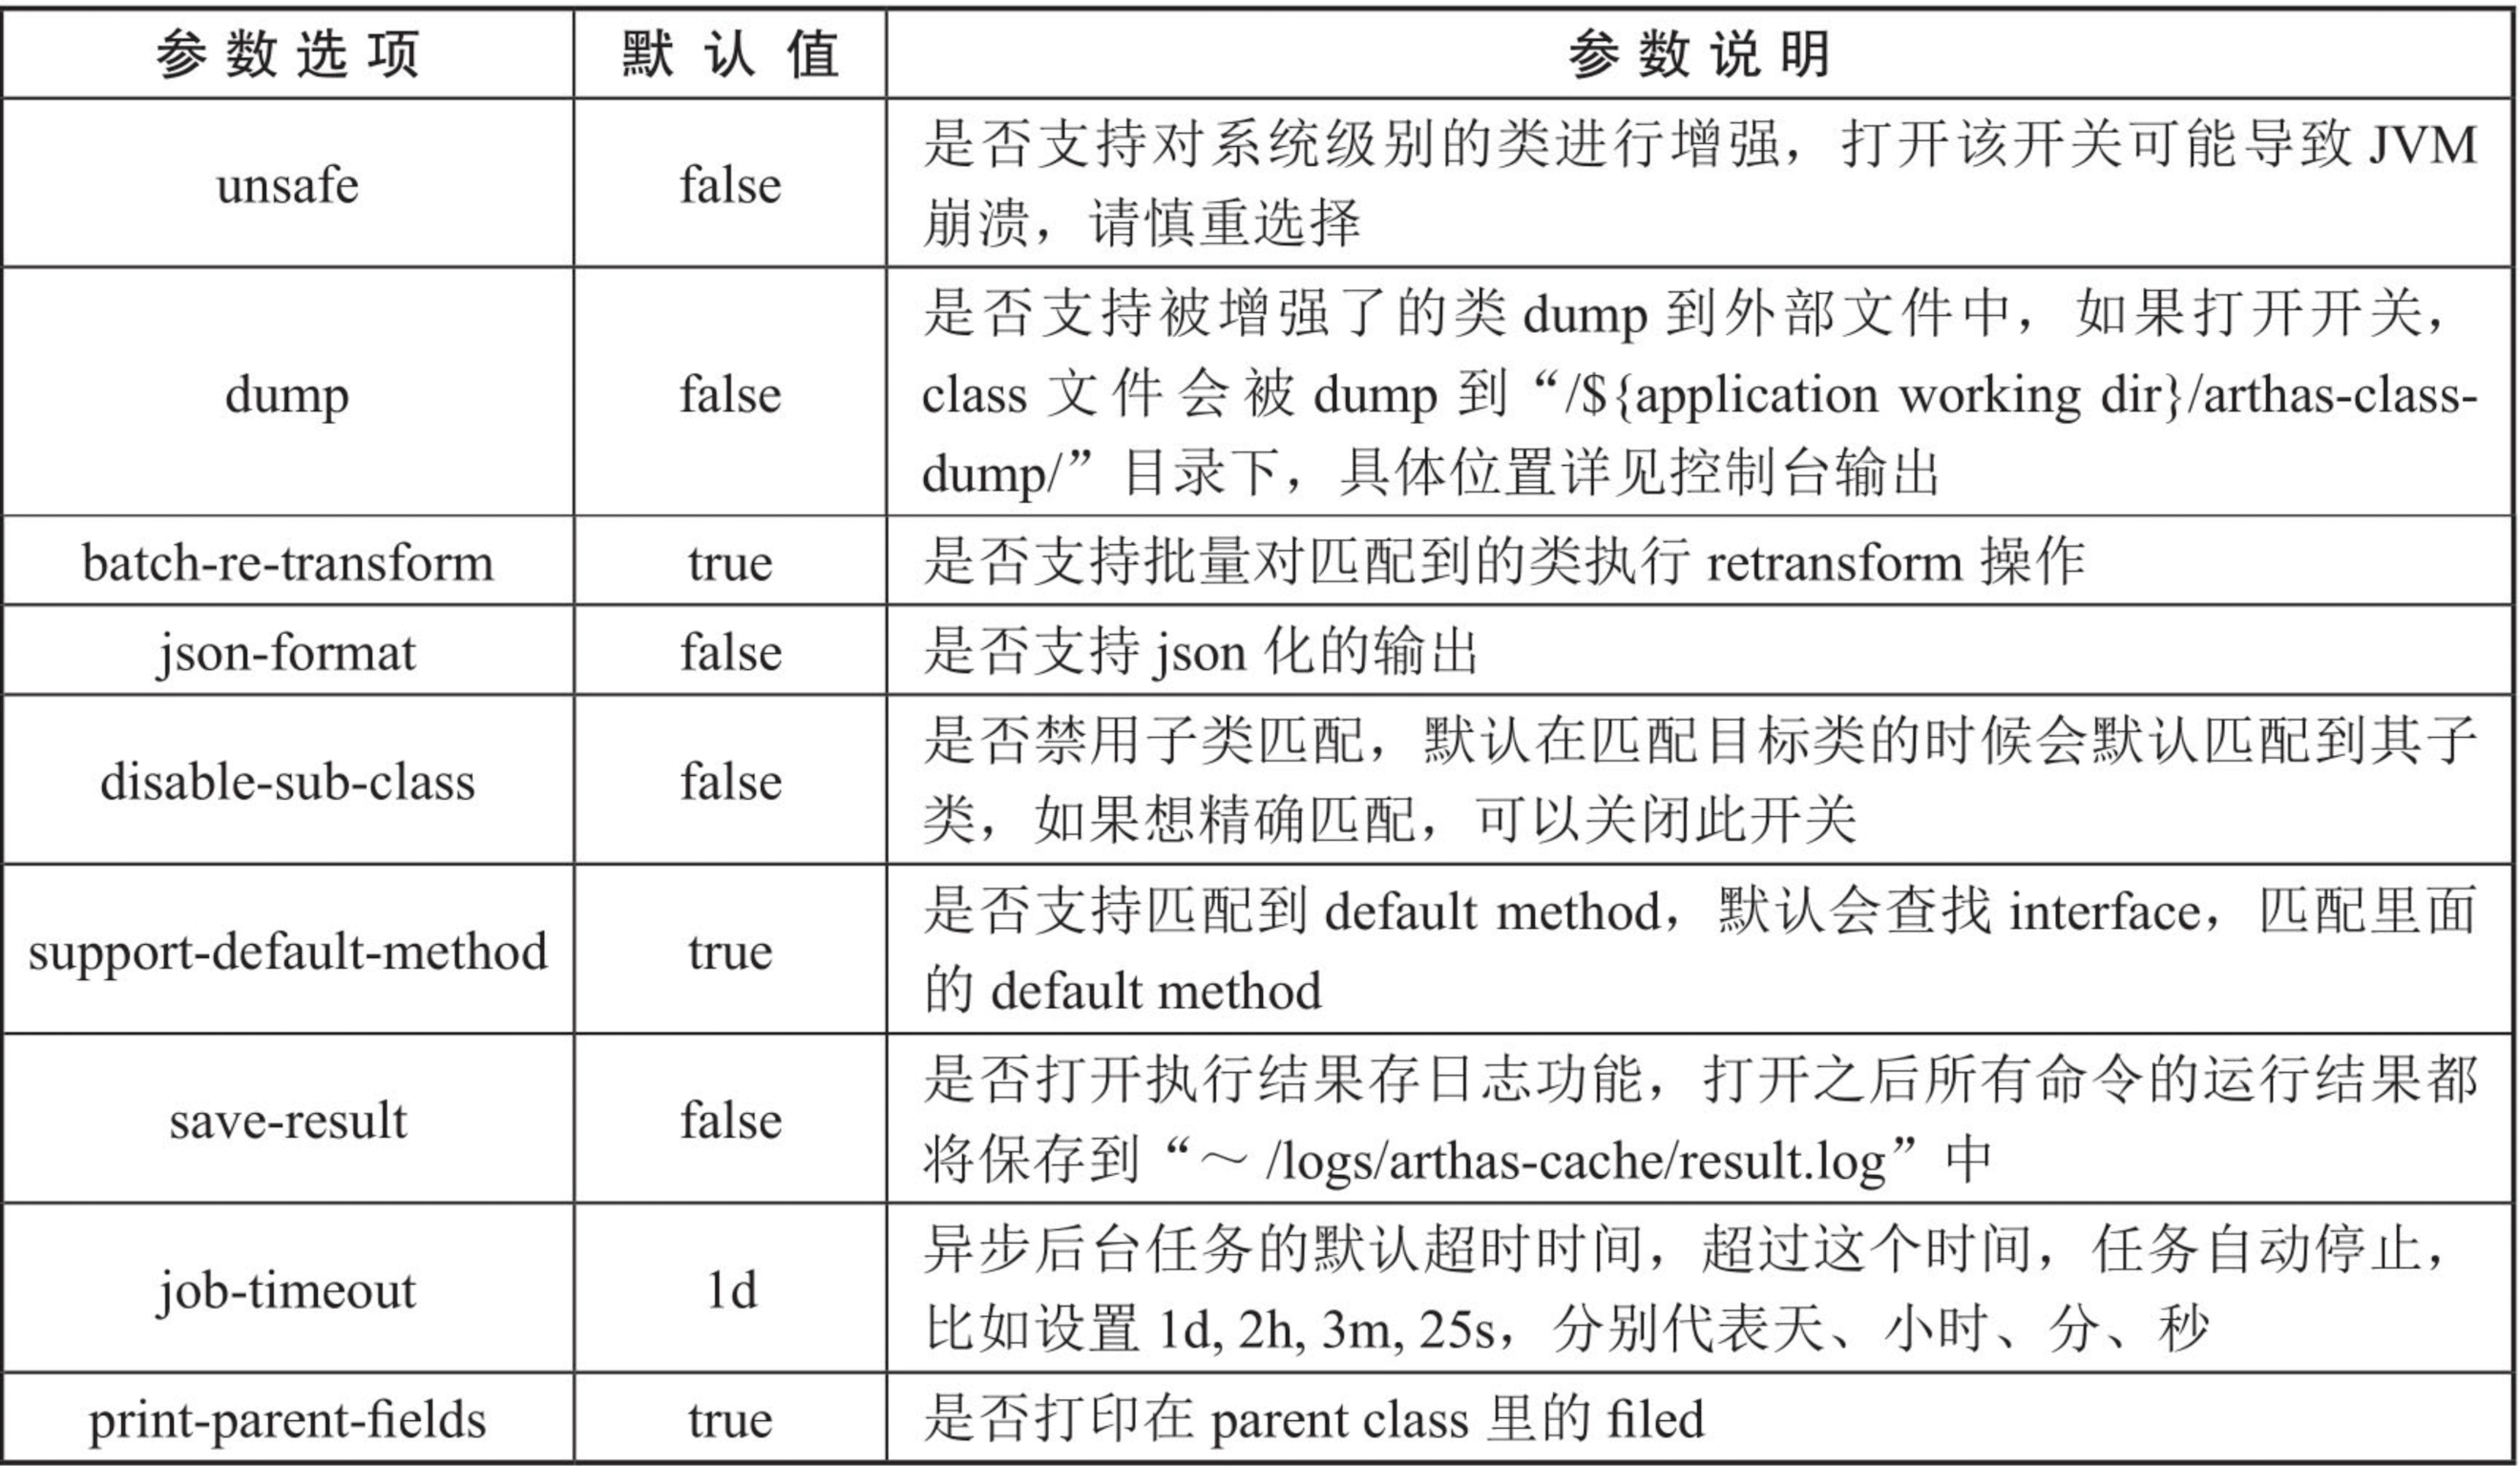 参数选项 默认值 参数说明
unsafe false 是否支持对系统级别的类进行增强，打开该开关可能导致 JVM
崩溃，请慎重选择
dump false 是否支持被增强了的类 dump 到外部文件中，如果打开开关，
class 文件会被 dump 到“/${application working dir}/arthas-class-
dump/”目录下，具体位置详见控制台输出
batch-re-transform true 是否支持批量对匹配到的类执行 retransform 操作
json-format false 是否支持 json 化的输出
disable-sub-class false 是否禁用子类匹配，默认在匹配目标类的时候会默认匹配到其子
类，如果想精确匹配，可以关闭此开关
support-default-method true 是否支持匹配到 default method，默认会查找 interface，匹配里面
的 default method
save-result false 是否打开执行结果存日志功能，打开之后所有命令的运行结果都
将保存到“～/logs/arthas-cache/result.log”中
job-timeout 1d 异步后台任务的默认超时时间，超过这个时间，任务自动停止，
比如设置 1d, 2h, 3m, 25s，分别代表天、小时、分、秒
print-parent-fields true 是否打印在 parent class 里的 filed